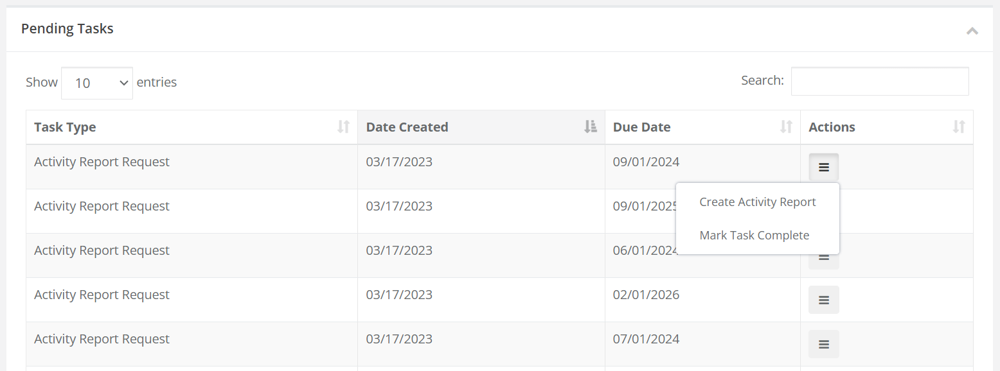 Pending Tasks
Show 10 entries Search:
Task Type Date Created Due Date Actions
Activity Report Request 03/17/2023 09/01/2024
Create Activity Report
Activity Report Request 03/17/2023 09/01/2025
Mark Task Complete
Activity Report Request 03/17/2023 06/01/2024
Activity Report Request 03/17/2023 02/01/2026
Activity Report Request 03/17/2023 07/01/2024